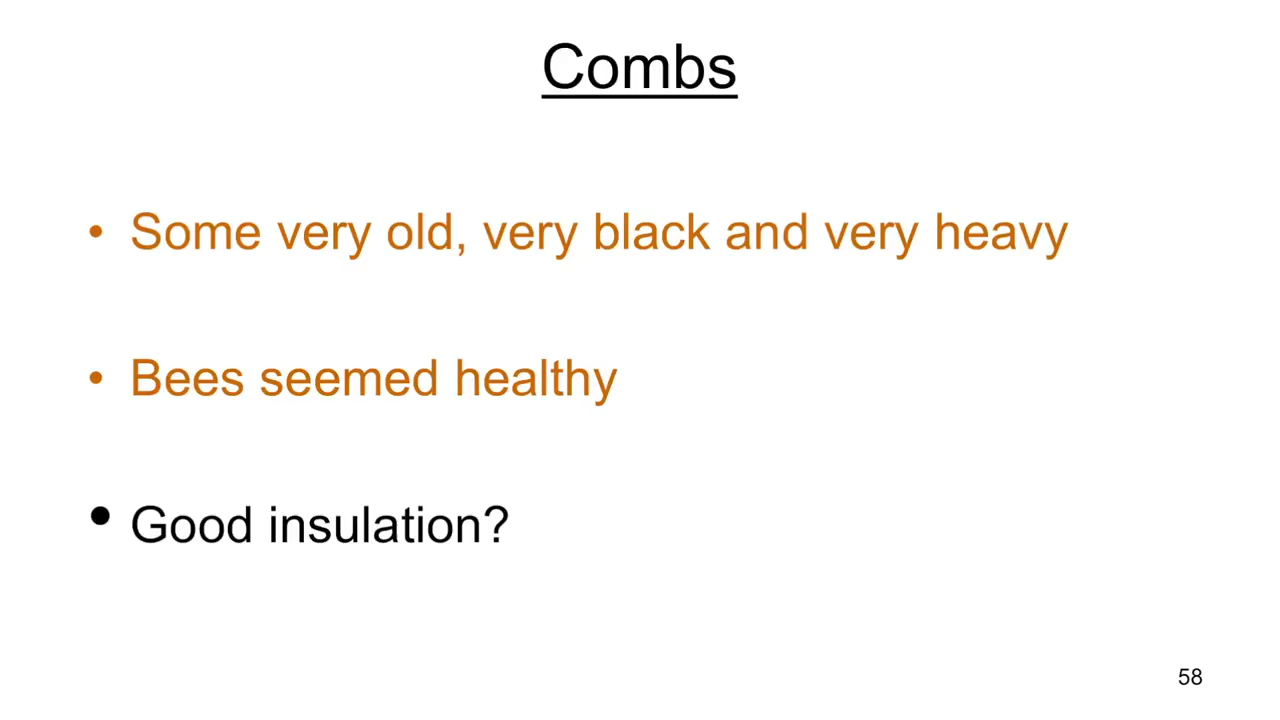 Combs
• Some very old, very black and very heavy
• Bees seemed healthy
• Good insulation?
58